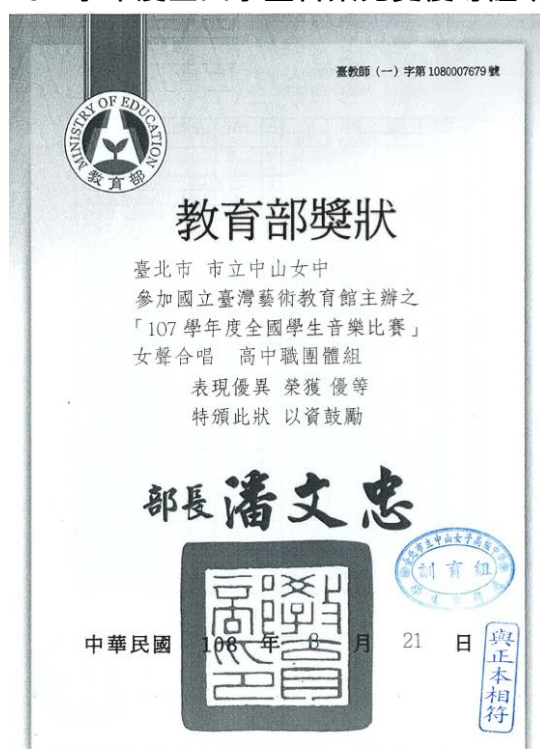 臺教師（一）字第1080007679號
MINISTRY OF EDUCATION
教育部
教育部獎狀
臺北市 市立中山女中
參加國立臺灣藝術教育館主辦之
「107 學年度全國學生音樂比賽」
女聲合唱 高中職團體組
表現優異 榮獲 優等
特頒此狀 以資鼓勵
部長 潘文忠
訓育組
教育部印
中華民國 108 年 8 月 21 日
與正本相符